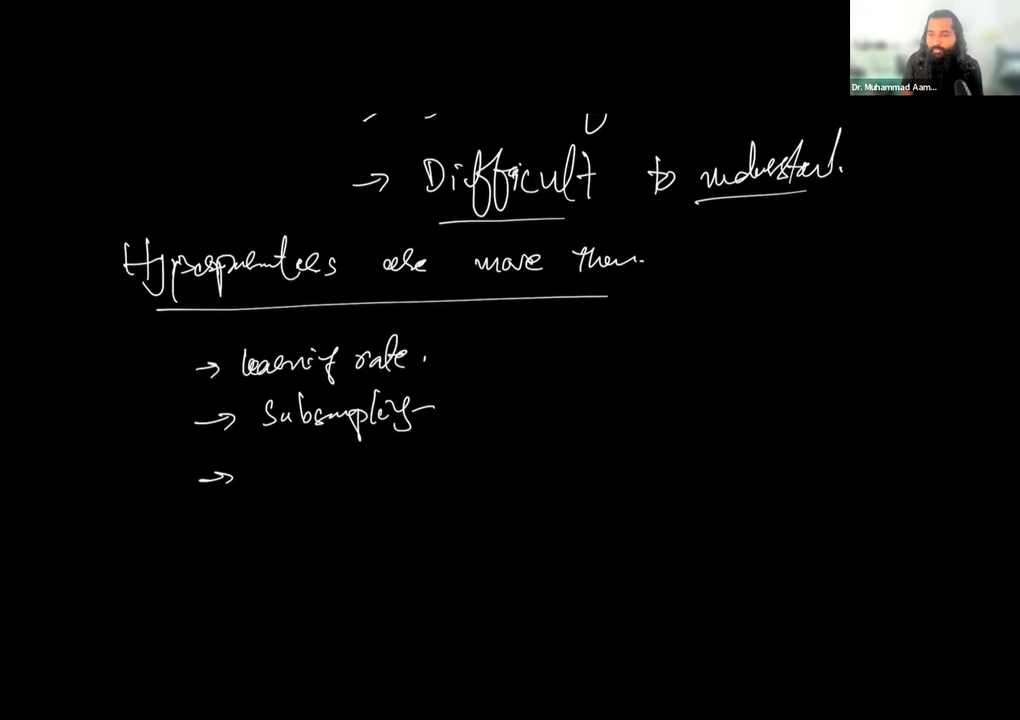 Dr. Muhammad Aam...
→ Difficult to understand.
Hyperparameters are more then.
→ learning rate.
→ Subsampling
→